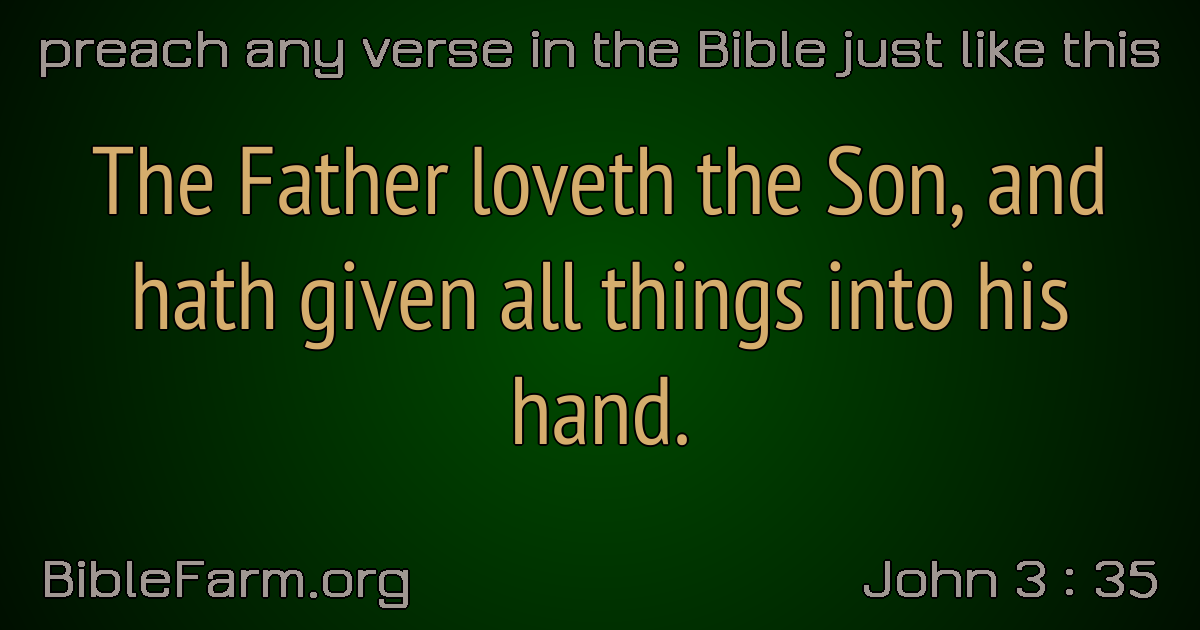 preach any verse in the Bible just like this
The Father loveth the Son, and
hath given all things into his
hand.
BibleFarm.org
John 3 : 35